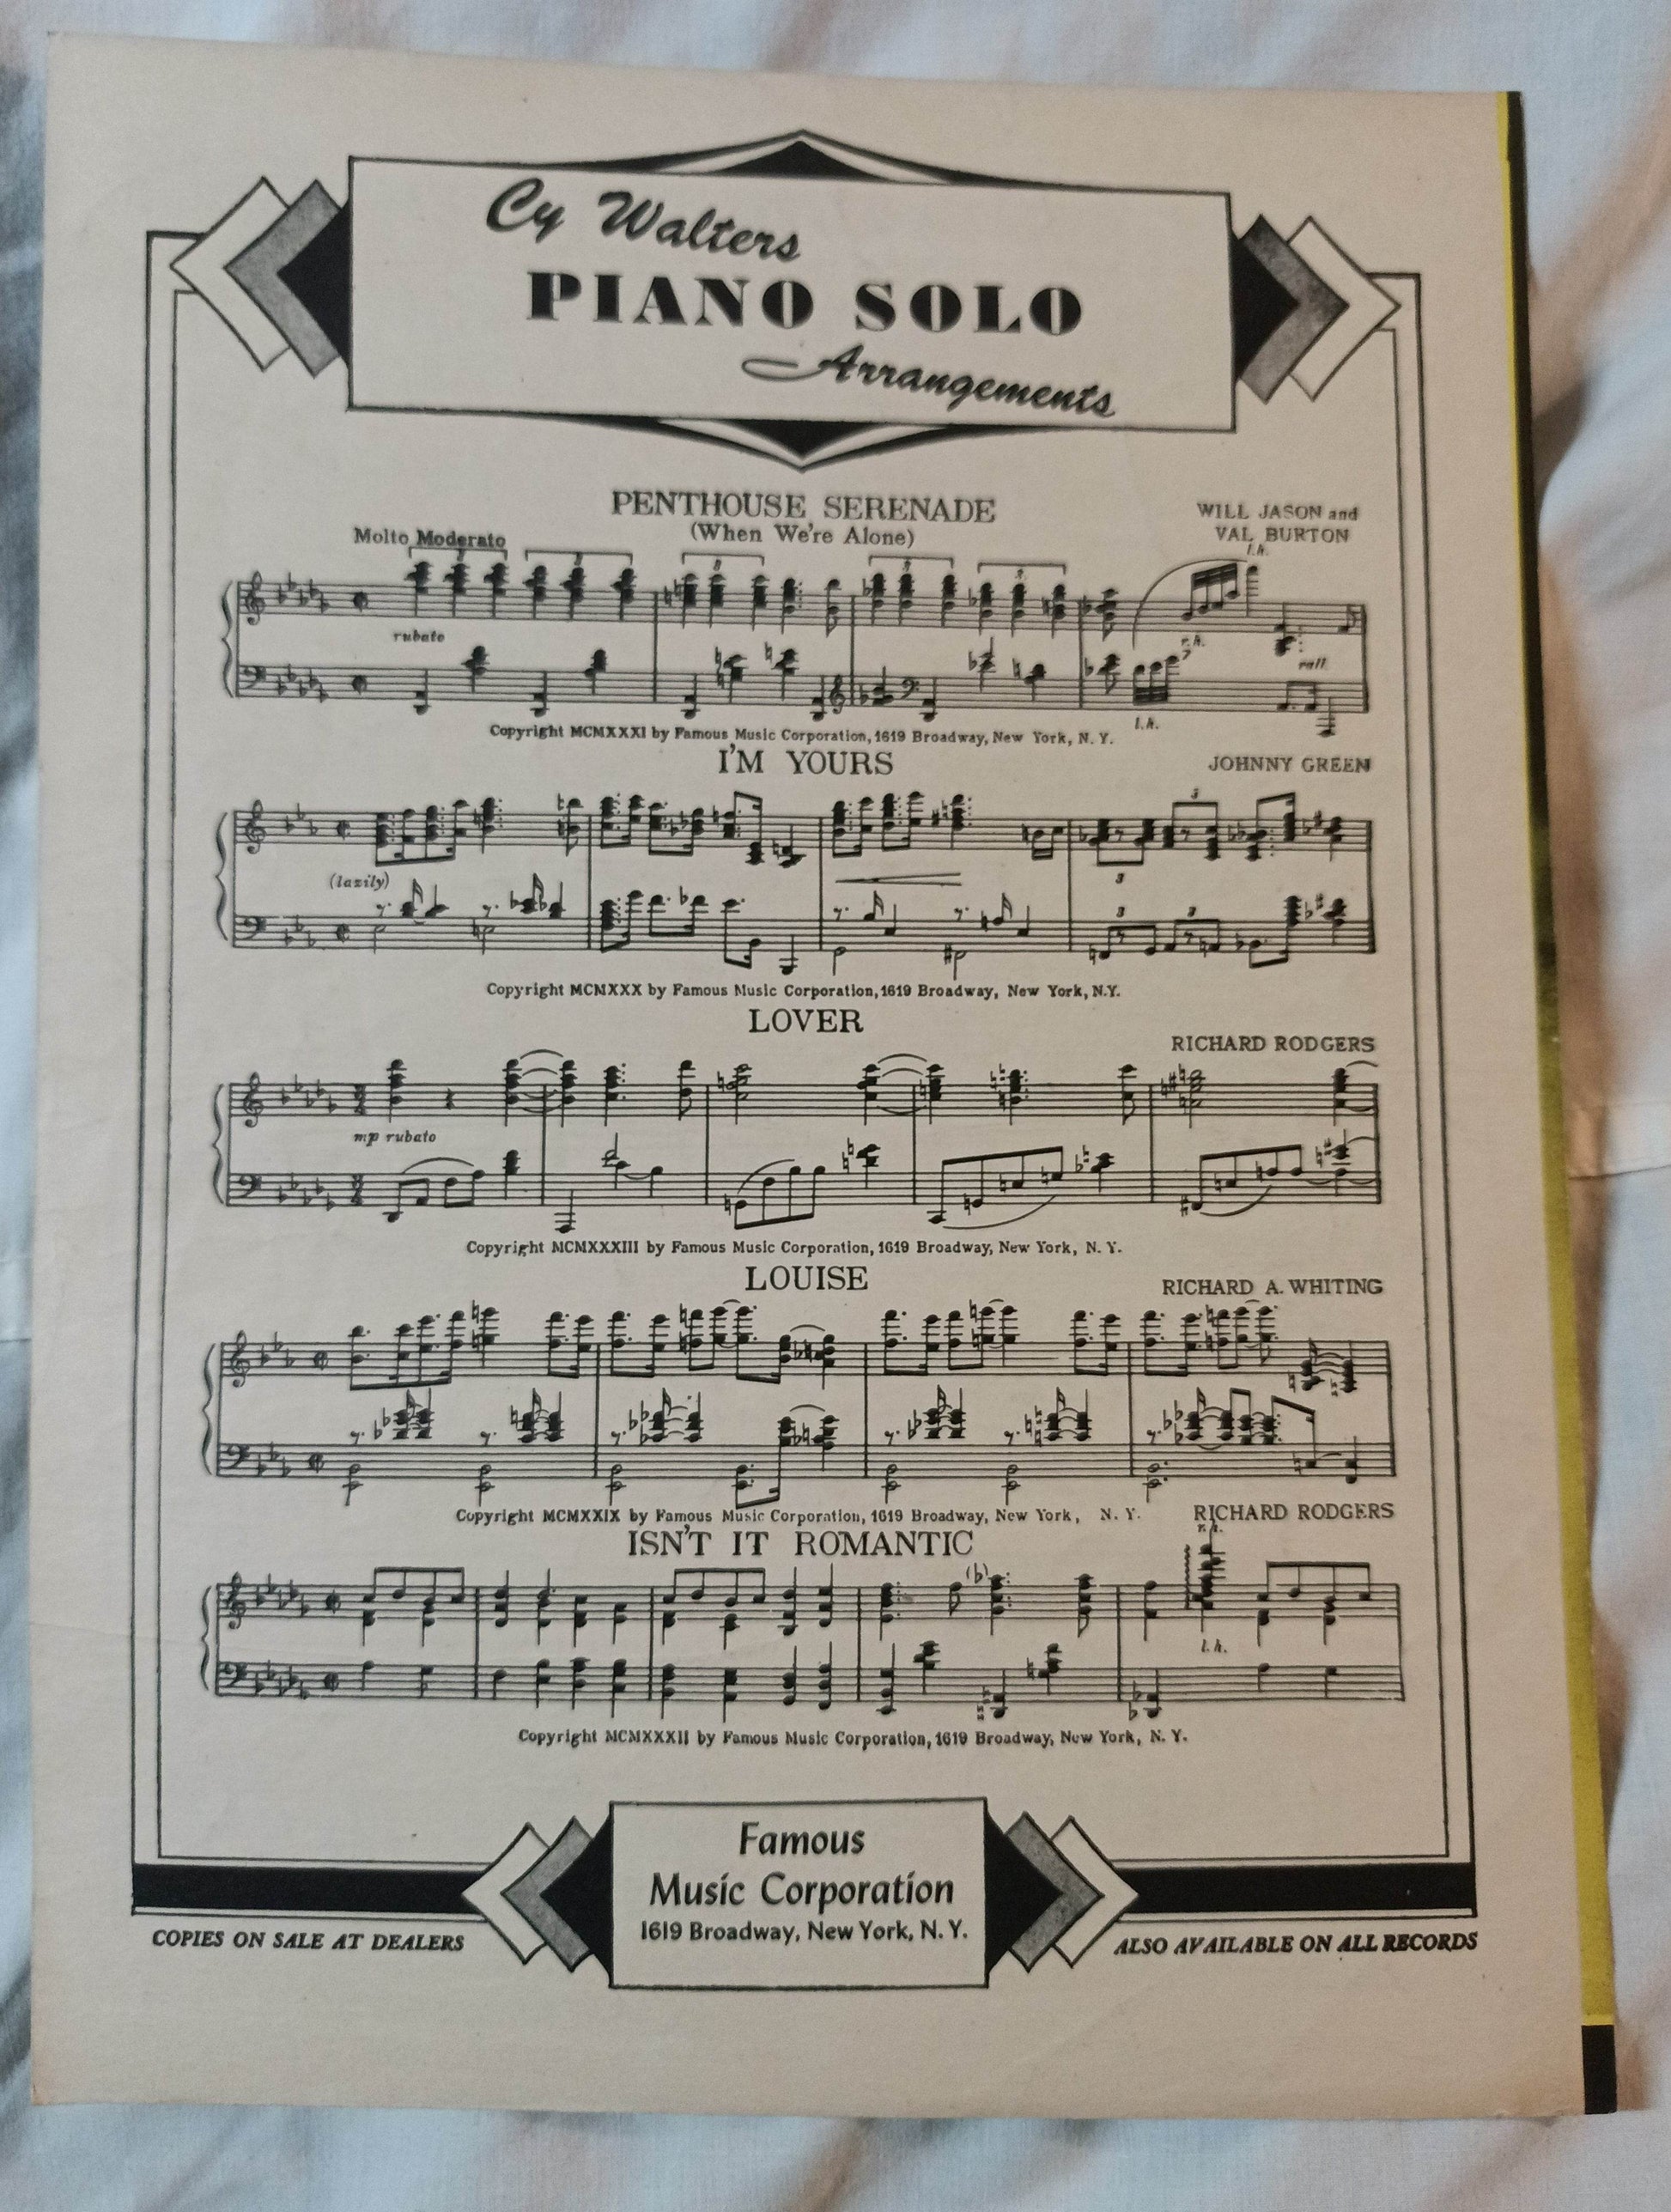 Cy Walters
PIANO SOLO
Arrangements
PENTHOUSE SERENADE
(When We're Alone)
WILL JASON and
VAL BURTON
Molto Moderato
l.h.
rubato
r.h.
rall.
l.h.
Copyright MCMXXXI by Famous Music Corporation, 1619 Broadway, New York, N. Y.
I'M YOURS
JOHNNY GREEN
3
(lazily)
3
3
3
Copyright MCMXXX by Famous Music Corporation, 1619 Broadway, New York, N.Y.
LOVER
RICHARD RODGERS
mp rubato
Copyright MCMXXXIII by Famous Music Corporation, 1619 Broadway, New York, N. Y.
LOUISE
RICHARD A. WHITING
Copyright MCMXXIX by Famous Music Corporation, 1619 Broadway, New York, N. Y.
RICHARD RODGERS
ISN'T IT ROMANTIC
r.h.
l.h.
Copyright MCMXXXII by Famous Music Corporation, 1619 Broadway, New York, N. Y.
Famous
Music Corporation
1619 Broadway, New York, N. Y.
COPIES ON SALE AT DEALERS
ALSO AVAILABLE ON ALL RECORDS